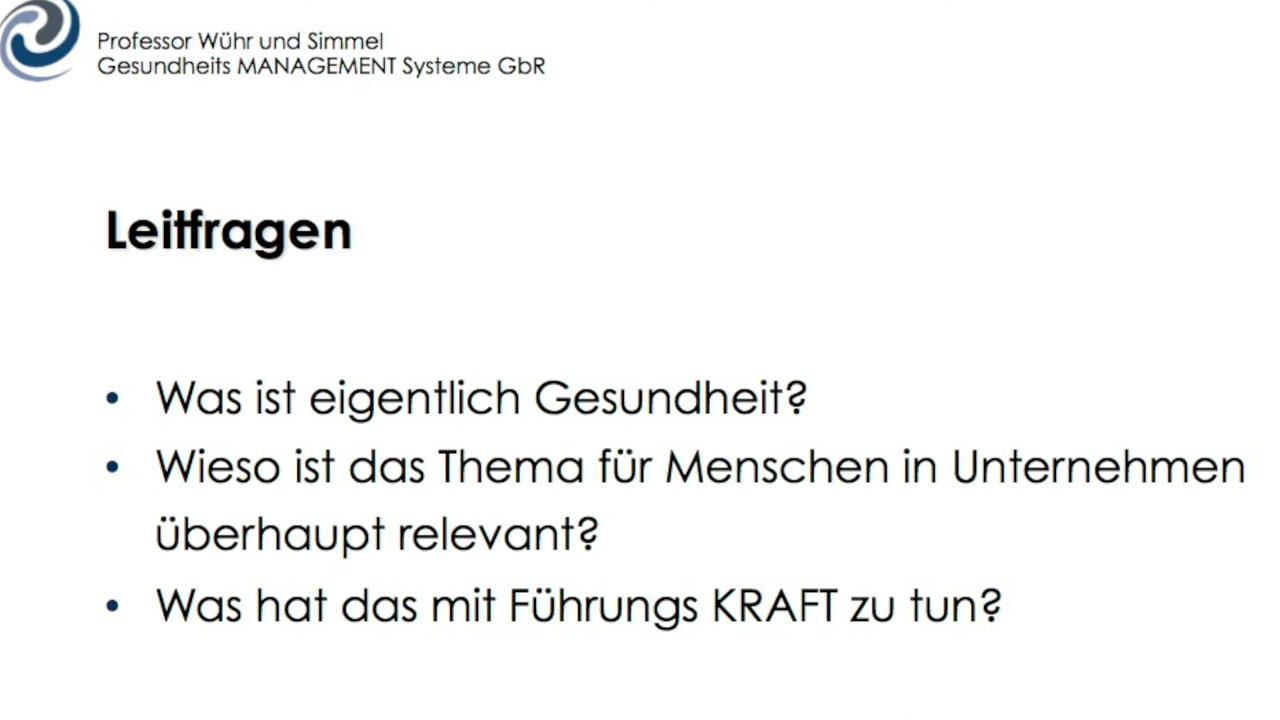 Professor Wühr und Simmel
Gesundheits MANAGEMENT Systeme GbR
Leitfragen
• Was ist eigentlich Gesundheit?
• Wieso ist das Thema für Menschen in Unternehmen
überhaupt relevant?
• Was hat das mit Führungs KRAFT zu tun?